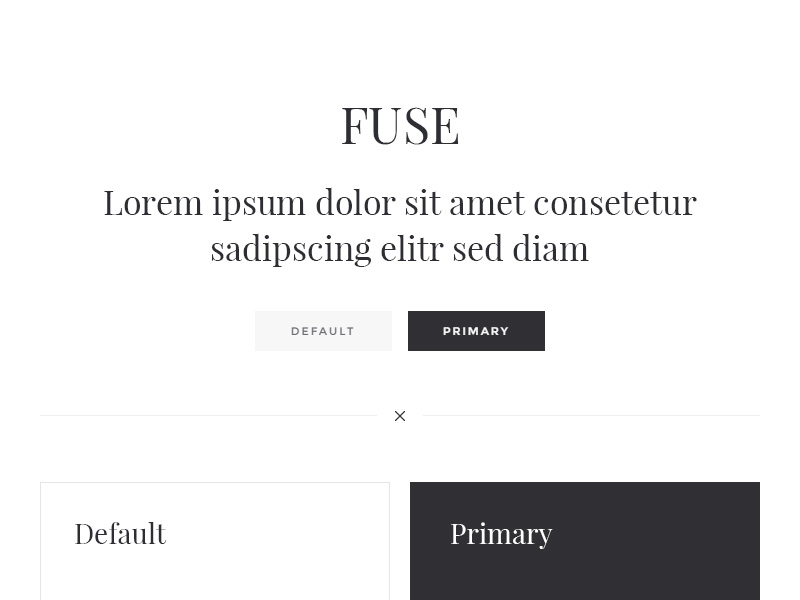 FUSE
Lorem ipsum dolor sit amet consetetur
sadipscing elitr sed diam
DEFAULT
PRIMARY
Default
Primary